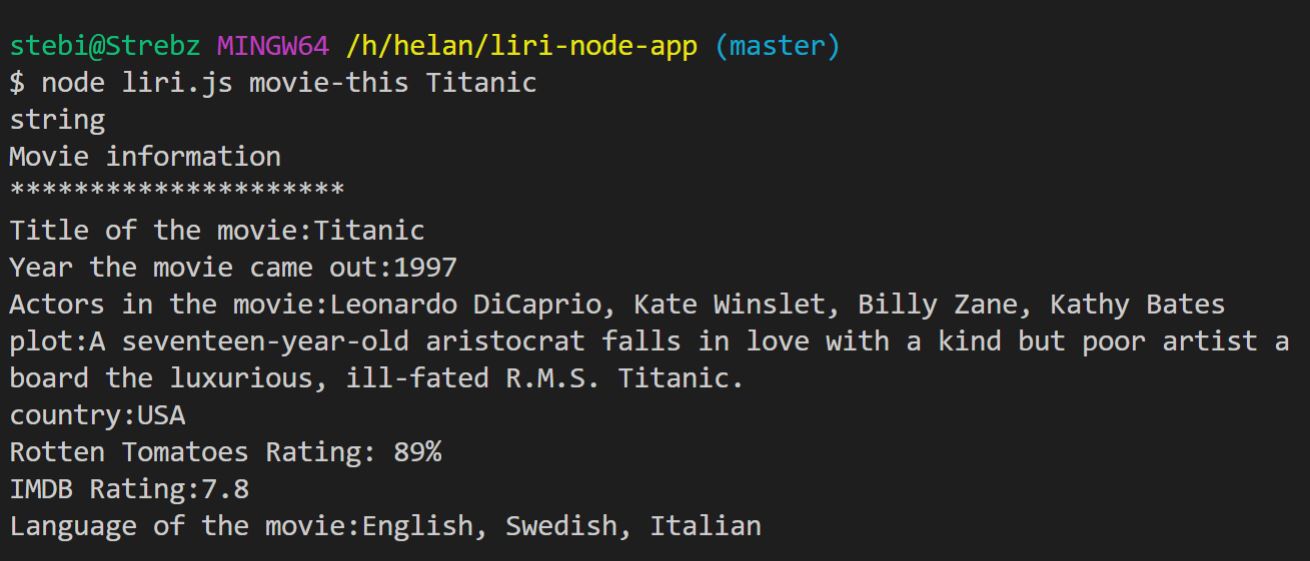 stebi@Strebz MINGW64 /h/helan/liri-node-app (master)
$ node liri.js movie-this Titanic
string
Movie information
*********************
Title of the movie:Titanic
Year the movie came out:1997
Actors in the movie:Leonardo DiCaprio, Kate Winslet, Billy Zane, Kathy Bates
plot:A seventeen-year-old aristocrat falls in love with a kind but poor artist a
board the luxurious, ill-fated R.M.S. Titanic.
country:USA
Rotten Tomatoes Rating: 89%
IMDB Rating:7.8
Language of the movie:English, Swedish, Italian